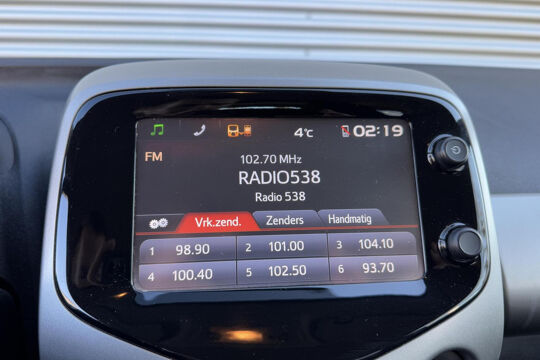 4°C 02:19
FM
102.70 MHz
RADIO538
Radio 538
Vrk.zend. Zenders Handmatig
1 98.90 2 101.00 3 104.10
4 100.40 5 102.50 6 93.70